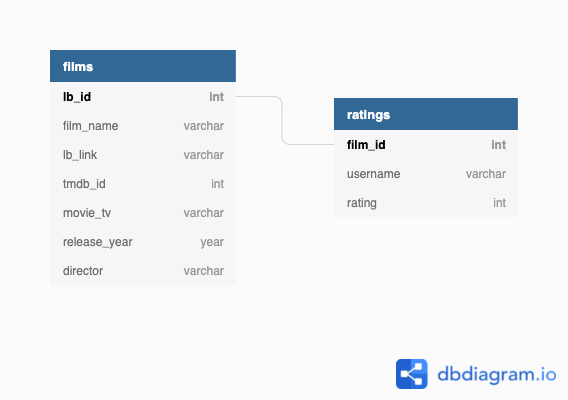 films
lb_id int
film_name varchar
lb_link varchar
tmdb_id int
movie_tv varchar
release_year year
director varchar
ratings
film_id int
username varchar
rating int
dbdiagram.io